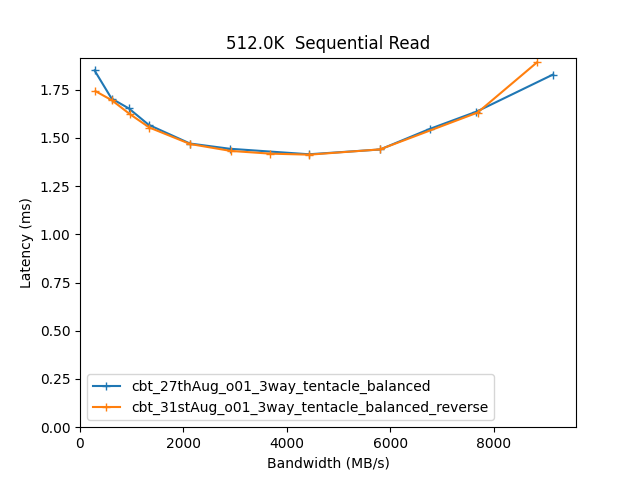 512.0K  Sequential Read
Latency (ms)
1.75
1.50
1.25
1.00
0.75
0.50
0.25
0.00
cbt_27thAug_o01_3way_tentacle_balanced
cbt_31stAug_o01_3way_tentacle_balanced_reverse
0 2000 4000 6000 8000
Bandwidth (MB/s)